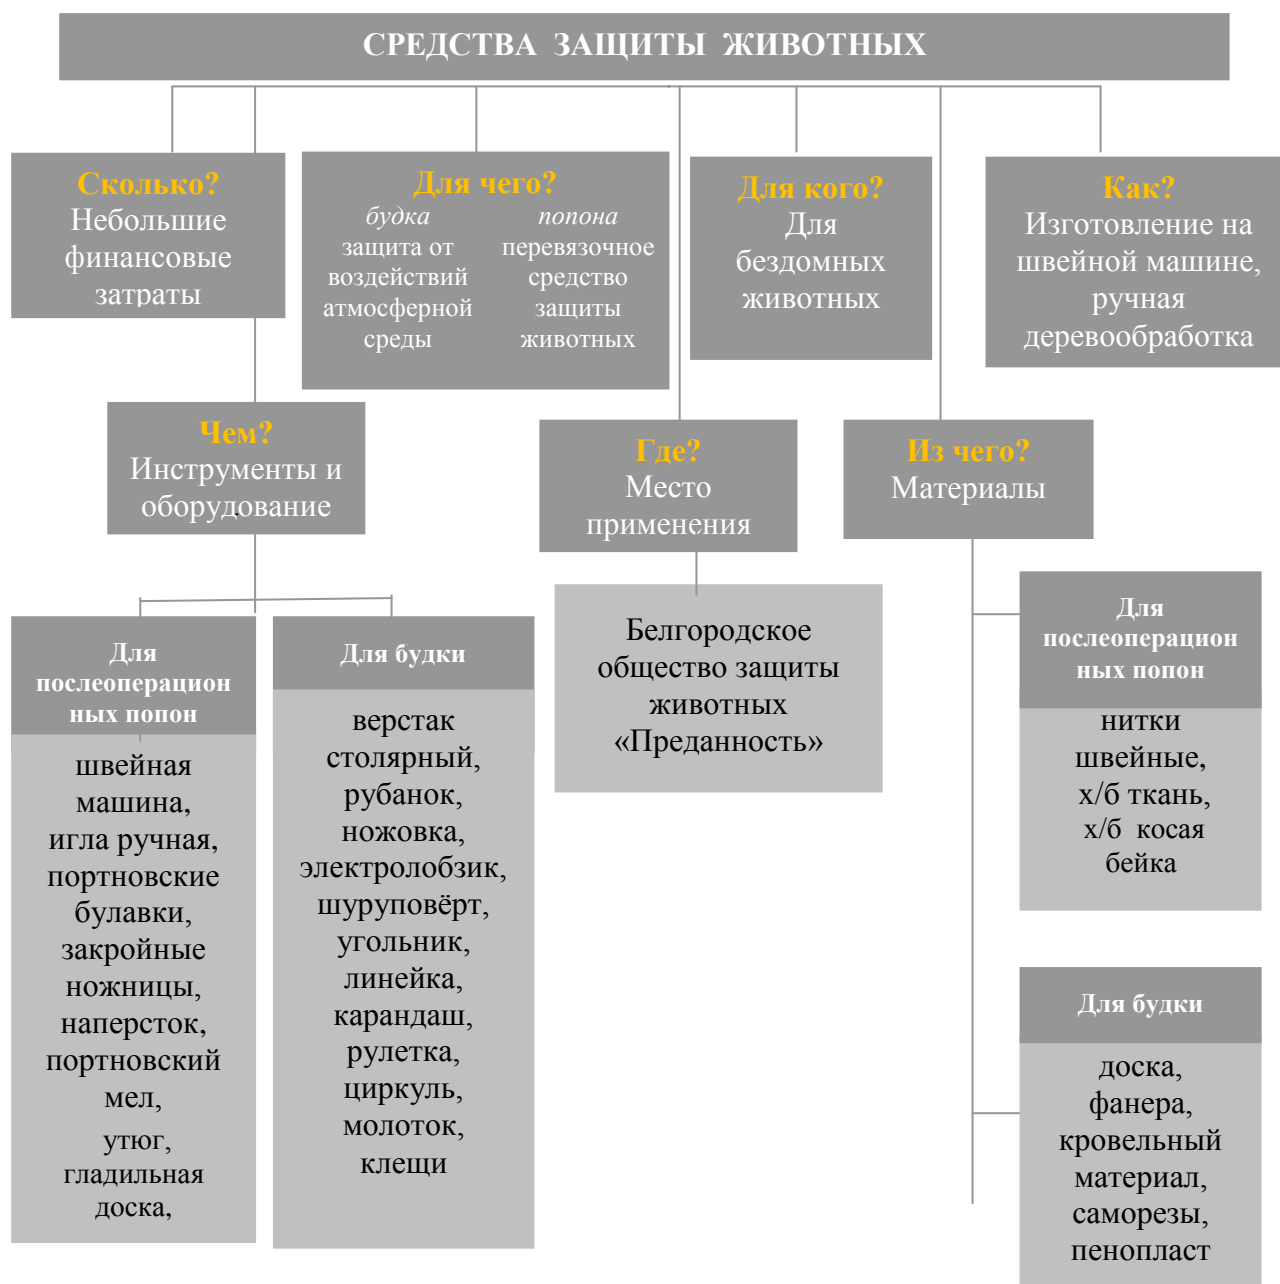 СРЕДСТВА ЗАЩИТЫ ЖИВОТНЫХ
Сколько?
Небольшие
финансовые
затраты
Для чего?
будка
защита от
воздействий
атмосферной
среды
попона
перевязочное
средство
защиты
животных
Для кого?
Для
бездомных
животных
Как?
Изготовление на
швейной машине,
ручная
деревообработка
Чем?
Инструменты и
оборудование
Где?
Место
применения
Из чего?
Материалы
Для
послеоперацион
ных попон
швейная
машина,
игла ручная,
портновские
булавки,
закройные
ножницы,
наперсток,
портновский
мел,
утюг,
гладильная
доска,
Для будки
верстак
столярный,
рубанок,
ножовка,
электролобзик,
шуруповёрт,
угольник,
линейка,
карандаш,
рулетка,
циркуль,
молоток,
клещи
Белгородское
общество защиты
животных
«Преданность»
Для
послеоперацион
ных попон
нитки
швейные,
х/б ткань,
х/б косая
бейка
Для будки
доска,
фанера,
кровельный
материал,
саморезы,
пенопласт